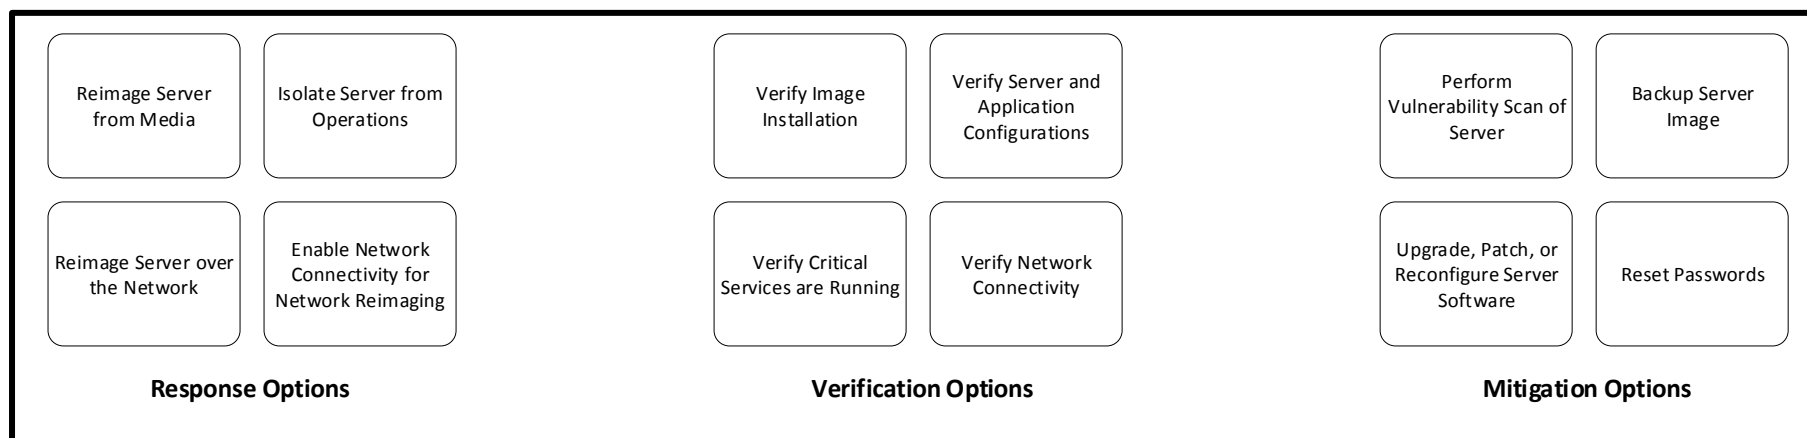 Reimage Server
from Media
Isolate Server from
Operations
Reimage Server over
the Network
Enable Network
Connectivity for
Network Reimaging
Response Options
Verify Image
Installation
Verify Server and
Application
Configurations
Verify Critical
Services are Running
Verify Network
Connectivity
Verification Options
Perform
Vulnerability Scan of
Server
Backup Server
Image
Upgrade, Patch, or
Reconfigure Server
Software
Reset Passwords
Mitigation Options